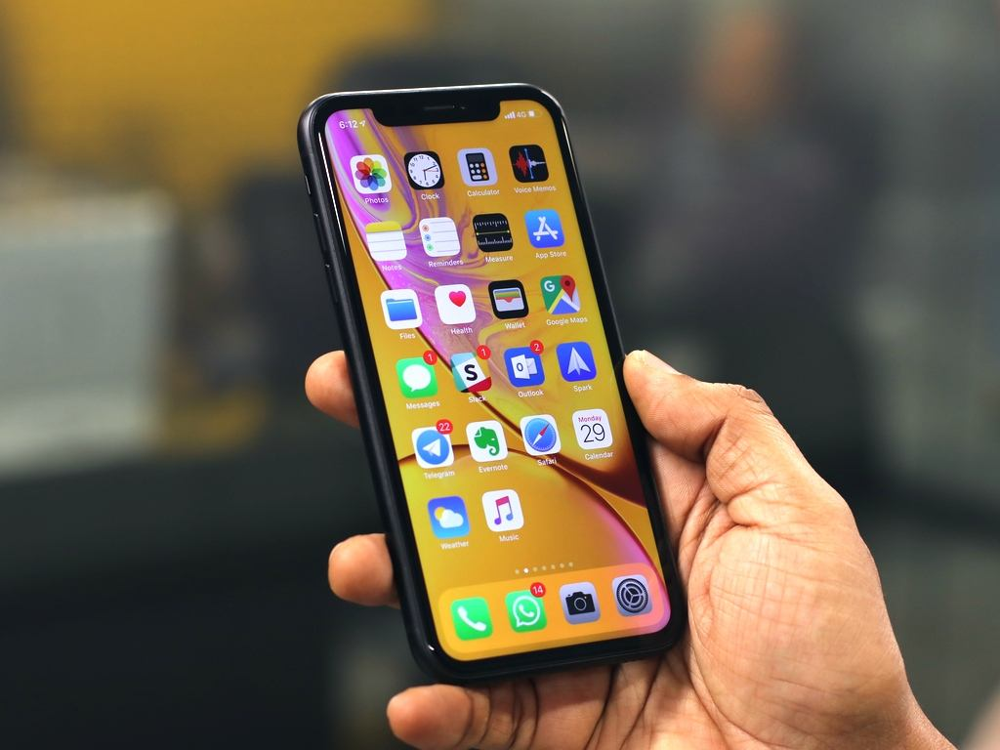 6:12 4G
Photos Clock Calculator Voice Memos
Notes Reminders Measure App Store
G
Files Health Wallet Google Maps
1 1 2
S O
Messages Slack Outlook Spark
22 Monday
29
Telegram Evernote Safari Calendar
Weather Music
14